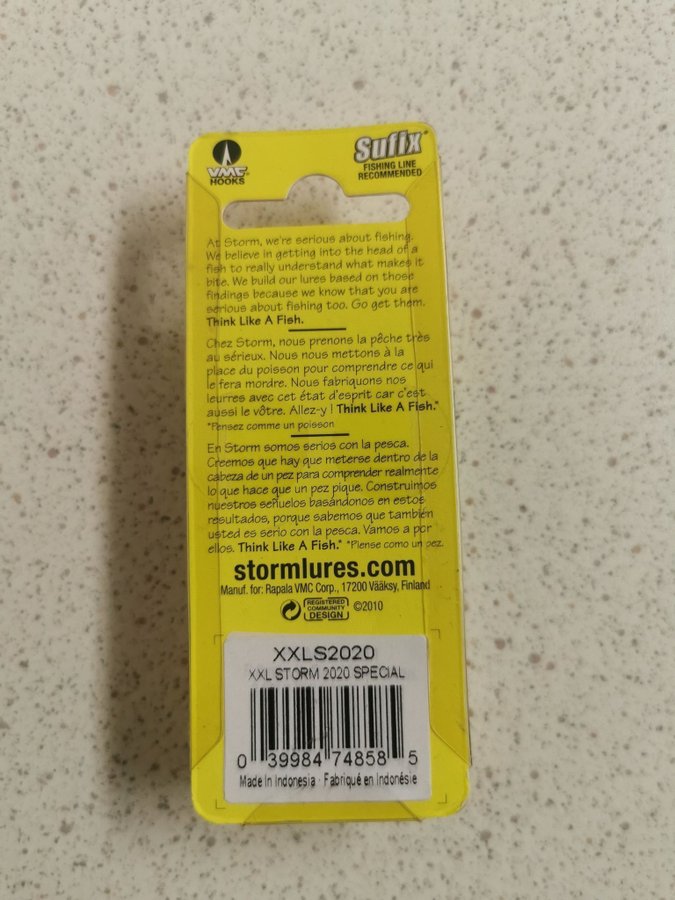 VMC
HOOKS
Sufix
FISHING LINE
RECOMMENDED
At Storm, we're serious about fishing.
We believe in getting into the head of a
fish to really understand what makes it
bite. We build our lures based on those
findings because we know that you are
serious about fishing too. Go get them.
Think Like A Fish.
Chez Storm, nous prenons la pêche très
au sérieux. Nous nous mettons à la
place du poisson pour comprendre ce qui
le fera mordre. Nous fabriquons nos
leurres avec cet état d'esprit car c'est
aussi le vôtre. Allez-y ! Think Like A Fish.*
*Pensez comme un poisson
En Storm somos serios con la pesca.
Creemos que hay que meterse dentro de la
cabeza de un pez para comprender realmente
lo que hace que un pez pique. Construimos
nuestros señuelos basándonos en estos
resultados, porque sabemos que también
usted es serio con la pesca. Vamos a por
ellos. Think Like A Fish.* *Piense como un pez.
stormlures.com
Manuf. for: Rapala VMC Corp., 17200 Vääksy, Finland
REGISTERED
COMMUNITY
DESIGN
©2010
XXLS2020
XXL STORM 2020 SPECIAL
0 39984 74858 5
Made In Indonesia · Fabriqué en Indonésie